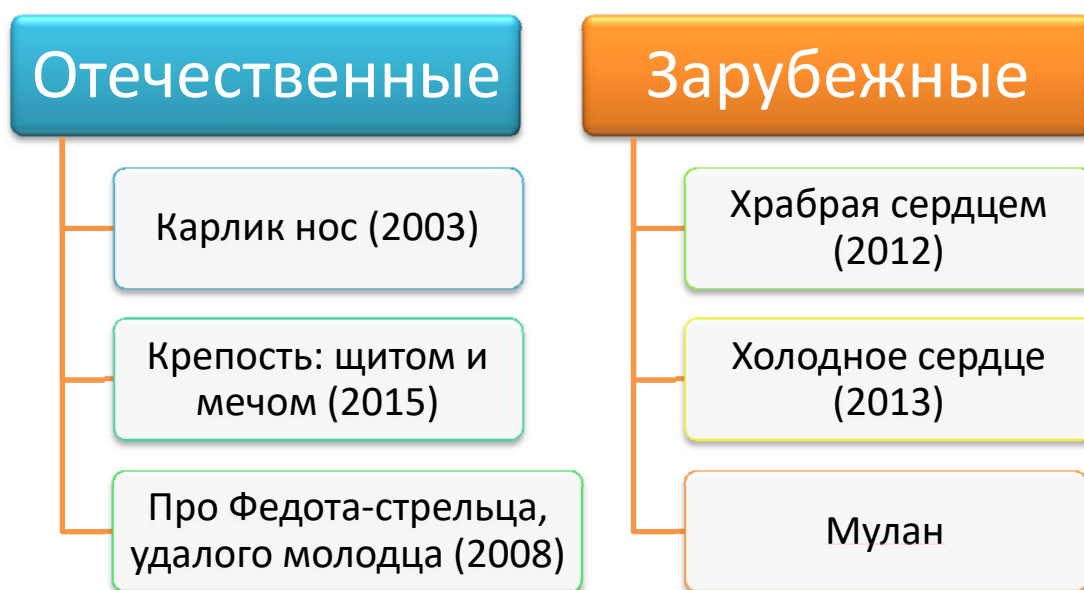 Отечественные
Карлик нос (2003)
Крепость: щитом и
мечом (2015)
Про Федота-стрельца,
удалого молодца (2008)
Зарубежные
Храбрая сердцем
(2012)
Холодное сердце
(2013)
Мулан